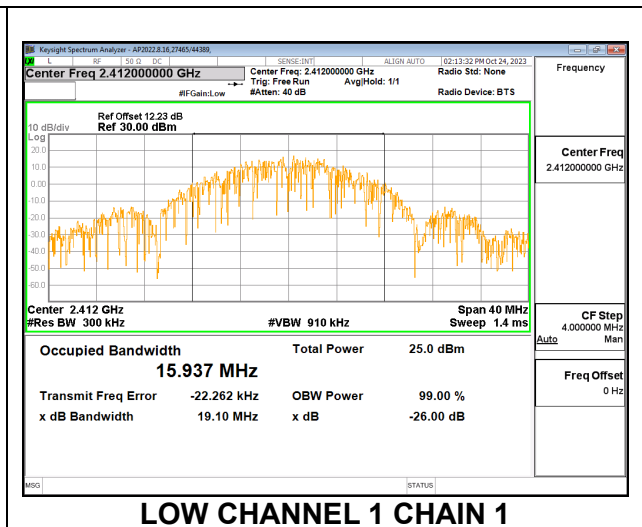 Keysight Spectrum Analyzer - AP2022.8.16,27465/44389,
L RF 50 Ω DC SENSE:INT ALIGN AUTO 02:13:32 PM Oct 24, 2023
Center Freq 2.412000000 GHz Center Freq: 2.412000000 GHz Radio Std: None Frequency
Trig: Free Run Avg|Hold: 1/1
#IFGain:Low #Atten: 40 dB Radio Device: BTS
Ref Offset 12.23 dB
10 dB/div Ref 30.00 dBm
Log
20.0
10.0
0.00
-10.0
-20.0
-30.0
-40.0
-50.0
-60.0
Center Freq
2.412000000 GHz
Center 2.412 GHz Span 40 MHz
#Res BW 300 kHz #VBW 910 kHz Sweep 1.4 ms
CF Step
4.000000 MHz
Auto Man
Occupied Bandwidth Total Power 25.0 dBm
15.937 MHz
Freq Offset
0 Hz
Transmit Freq Error -22.262 kHz OBW Power 99.00 %
x dB Bandwidth 19.10 MHz x dB -26.00 dB
MSG STATUS
LOW CHANNEL 1 CHAIN 1